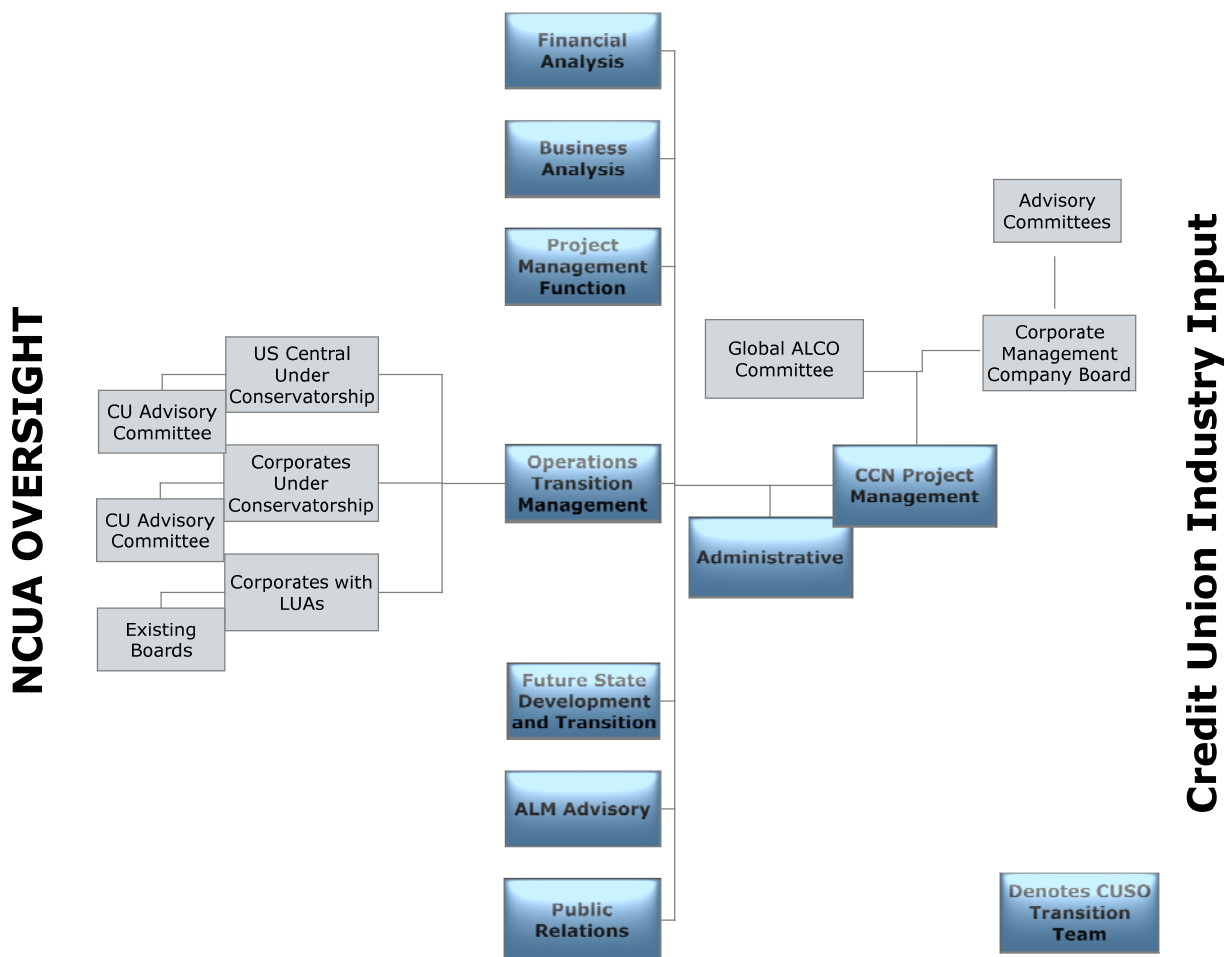 NCUA OVERSIGHT
Financial
Analysis
Business
Analysis
Project
Management
Function
US Central
Under
Conservatorship
CU Advisory
Committee
Corporates
Under
Conservatorship
CU Advisory
Committee
Corporates with
LUAs
Existing
Boards
Operations
Transition
Management
Future State
Development
and Transition
ALM Advisory
Public
Relations
Global ALCO
Committee
CCN Project
Management
Administrative
Advisory
Committees
Corporate
Management
Company Board
Credit Union Industry Input
Denotes CUSO
Transition
Team